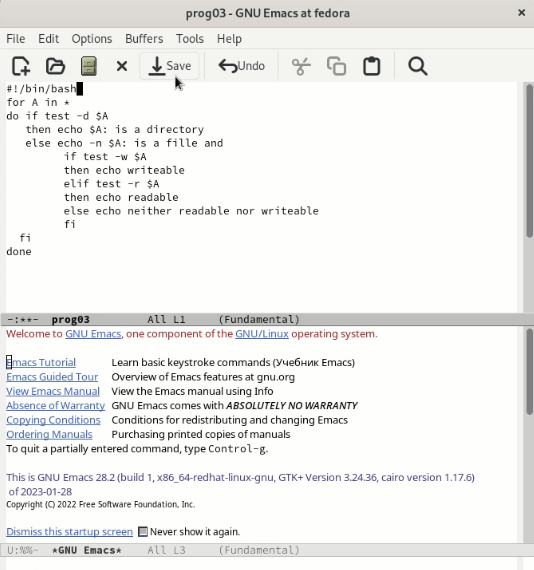 prog03 - GNU Emacs at fedora
File Edit Options Buffers Tools Help
Save Undo
#!/bin/bash
for A in *
do if test -d $A
   then echo $A: is a directory
   else echo -n $A: is a fille and
         if test -w $A
         then echo writeable
         elif test -r $A
         then echo readable
         else echo neither readable nor writeable
         fi
  fi
done
-:**-  prog03         All L1     (Fundamental)
Welcome to GNU Emacs, one component of the GNU/Linux operating system.
Emacs Tutorial Learn basic keystroke commands (Учебник Emacs)
Emacs Guided Tour Overview of Emacs features at gnu.org
View Emacs Manual View the Emacs manual using Info
Absence of Warranty GNU Emacs comes with ABSOLUTELY NO WARRANTY
Copying Conditions Conditions for redistributing and changing Emacs
Ordering Manuals Purchasing printed copies of manuals
To quit a partially entered command, type Control-g.
This is GNU Emacs 28.2 (build 1, x86_64-redhat-linux-gnu, GTK+ Version 3.24.36, cairo version 1.17.6)
of 2023-01-28
Copyright (C) 2022 Free Software Foundation, Inc.
Dismiss this startup screen Never show it again.
U:%%-  *GNU Emacs*    All L3     (Fundamental)